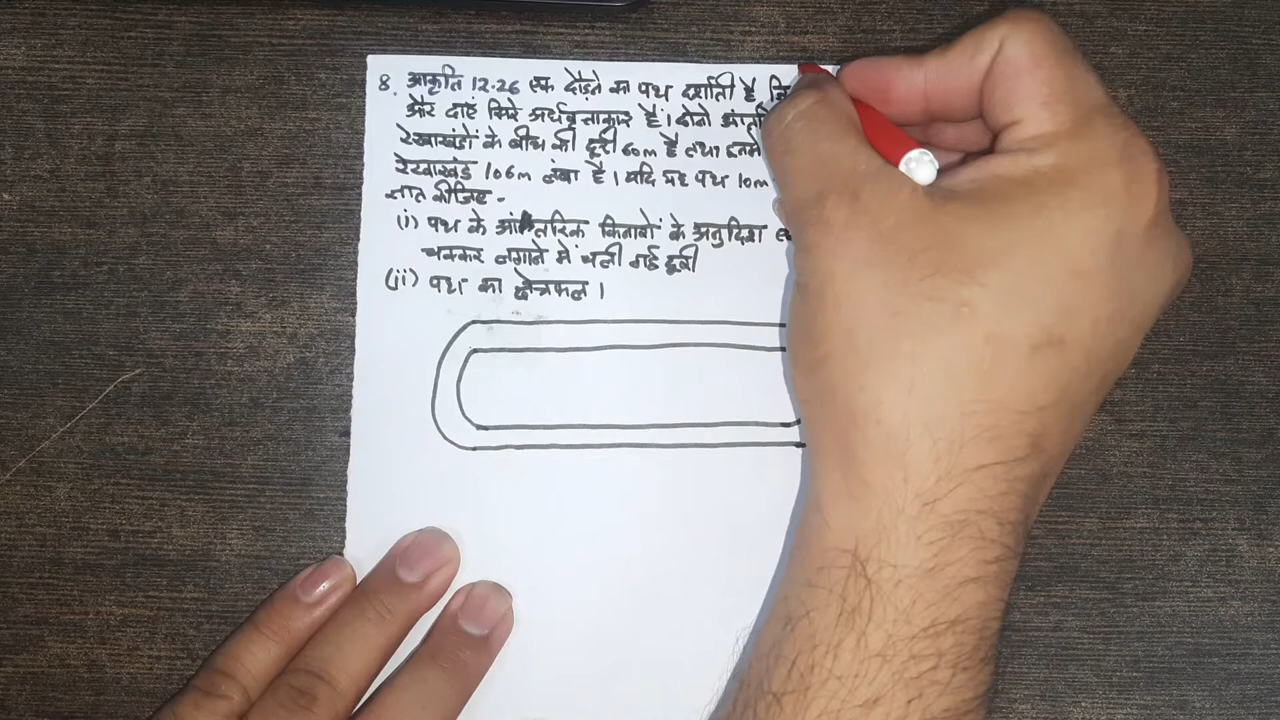 8. आकृति 12.26 एक दौड़ने का पथ दर्शाती है
और दाएँ सिरे अर्धवृत्ताकार हैं। दोनों
रेखाखंडों के बीच की दूरी 60m है तथा इनमें
रेखाखंड 106m लंबा है। यदि यह पथ 10m
ज्ञात कीजिए -
(i) पथ के आंतरिक किनारों के अनुदिश
चक्कर लगाने में चली गई दूरी
(ii) पथ का क्षेत्रफल।